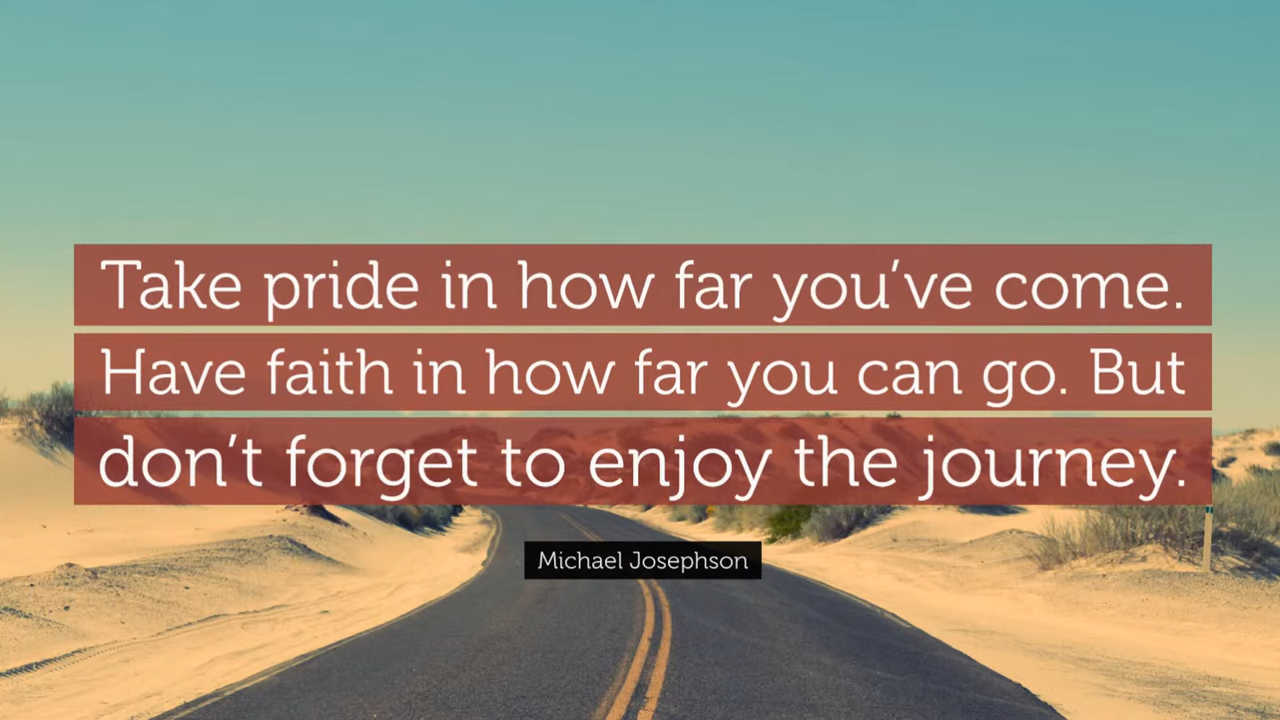 Take pride in how far you’ve come.
Have faith in how far you can go. But
don’t forget to enjoy the journey.
Michael Josephson